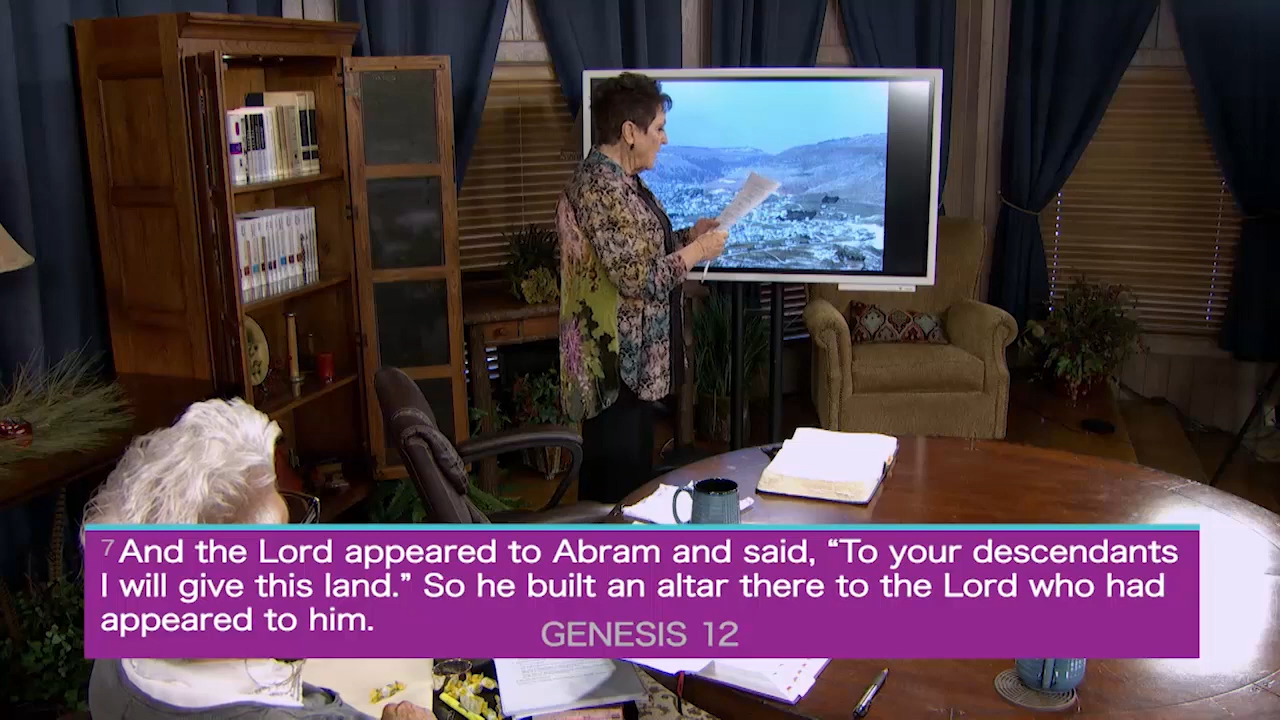 7 And the Lord appeared to Abram and said, “To your descendants
I will give this land.” So he built an altar there to the Lord who had
appeared to him.
GENESIS 12